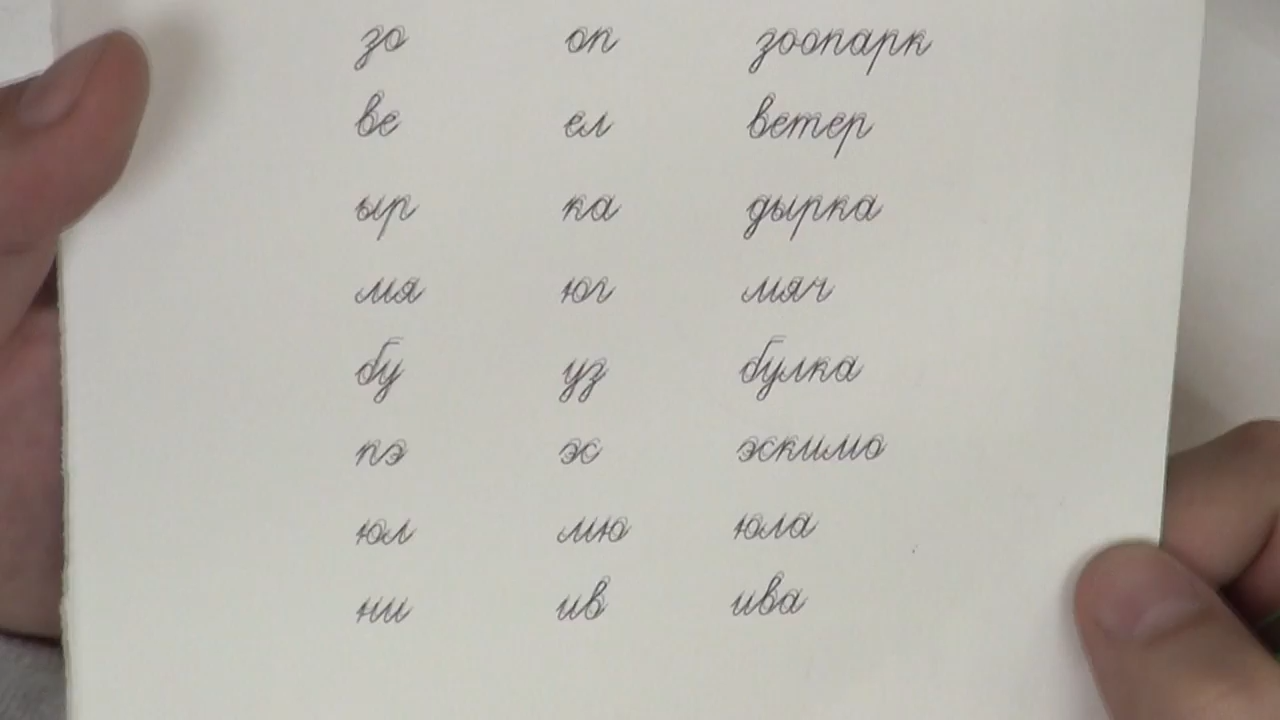 зо оп зоопарк
ве ел ветер
ыр ка дырка
мя юг мяч
бу уз булка
пэ эс эскимо
юл мю юла
ни ив ива